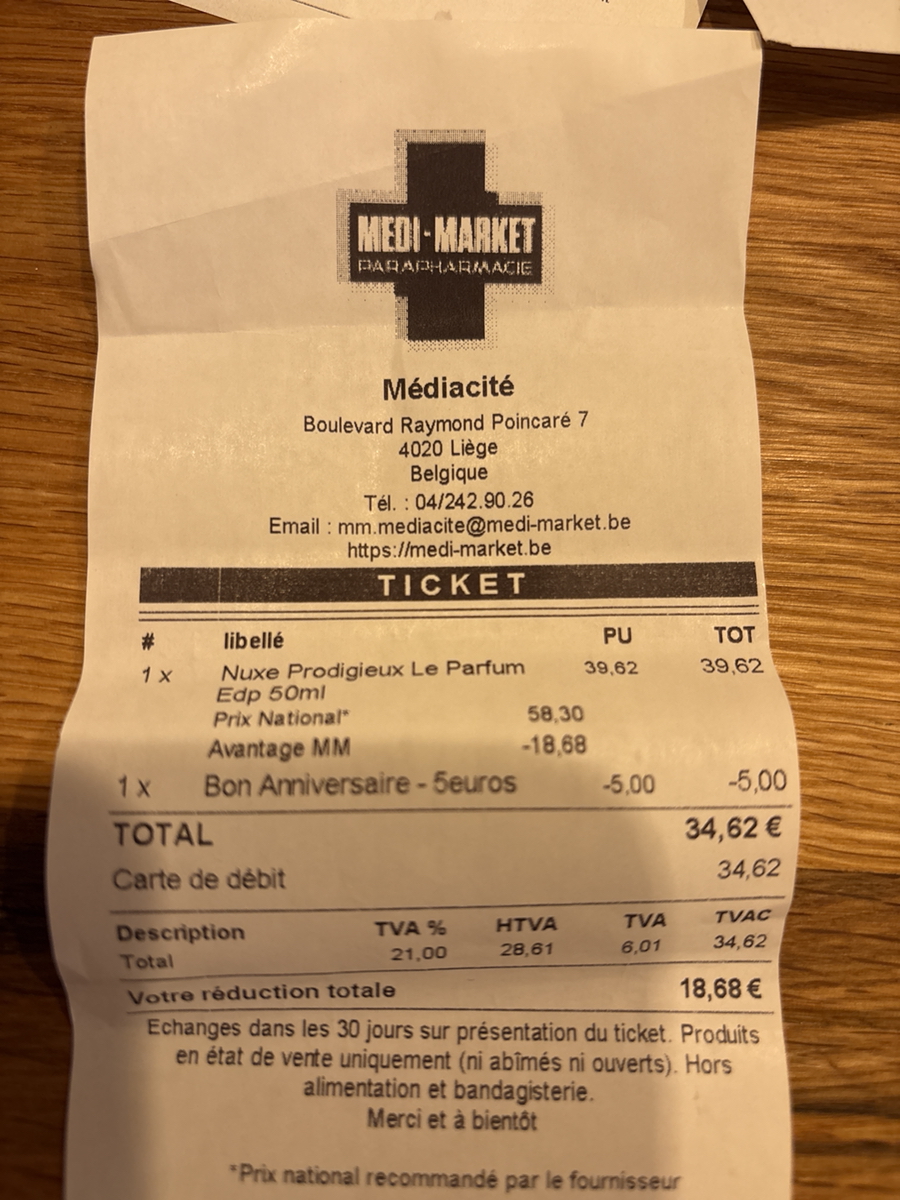 MEDI-MARKET
PARAPHARMACIE
Médiacité
Boulevard Raymond Poincaré 7
4020 Liège
Belgique
Tél. : 04/242.90.26
Email : mm.mediacite@medi-market.be
https://medi-market.be
TICKET
# libellé PU TOT
1 x Nuxe Prodigieux Le Parfum 39,62 39,62
Edp 50ml
Prix National* 58,30
Avantage MM -18,68
1 x Bon Anniversaire - 5euros -5,00 -5,00
TOTAL 34,62 €
Carte de débit 34,62
Description TVA % HTVA TVA TVAC
Total 21,00 28,61 6,01 34,62
Votre réduction totale 18,68 €
Echanges dans les 30 jours sur présentation du ticket. Produits
en état de vente uniquement (ni abîmés ni ouverts). Hors
alimentation et bandagisterie.
Merci et à bientôt
*Prix national recommandé par le fournisseur